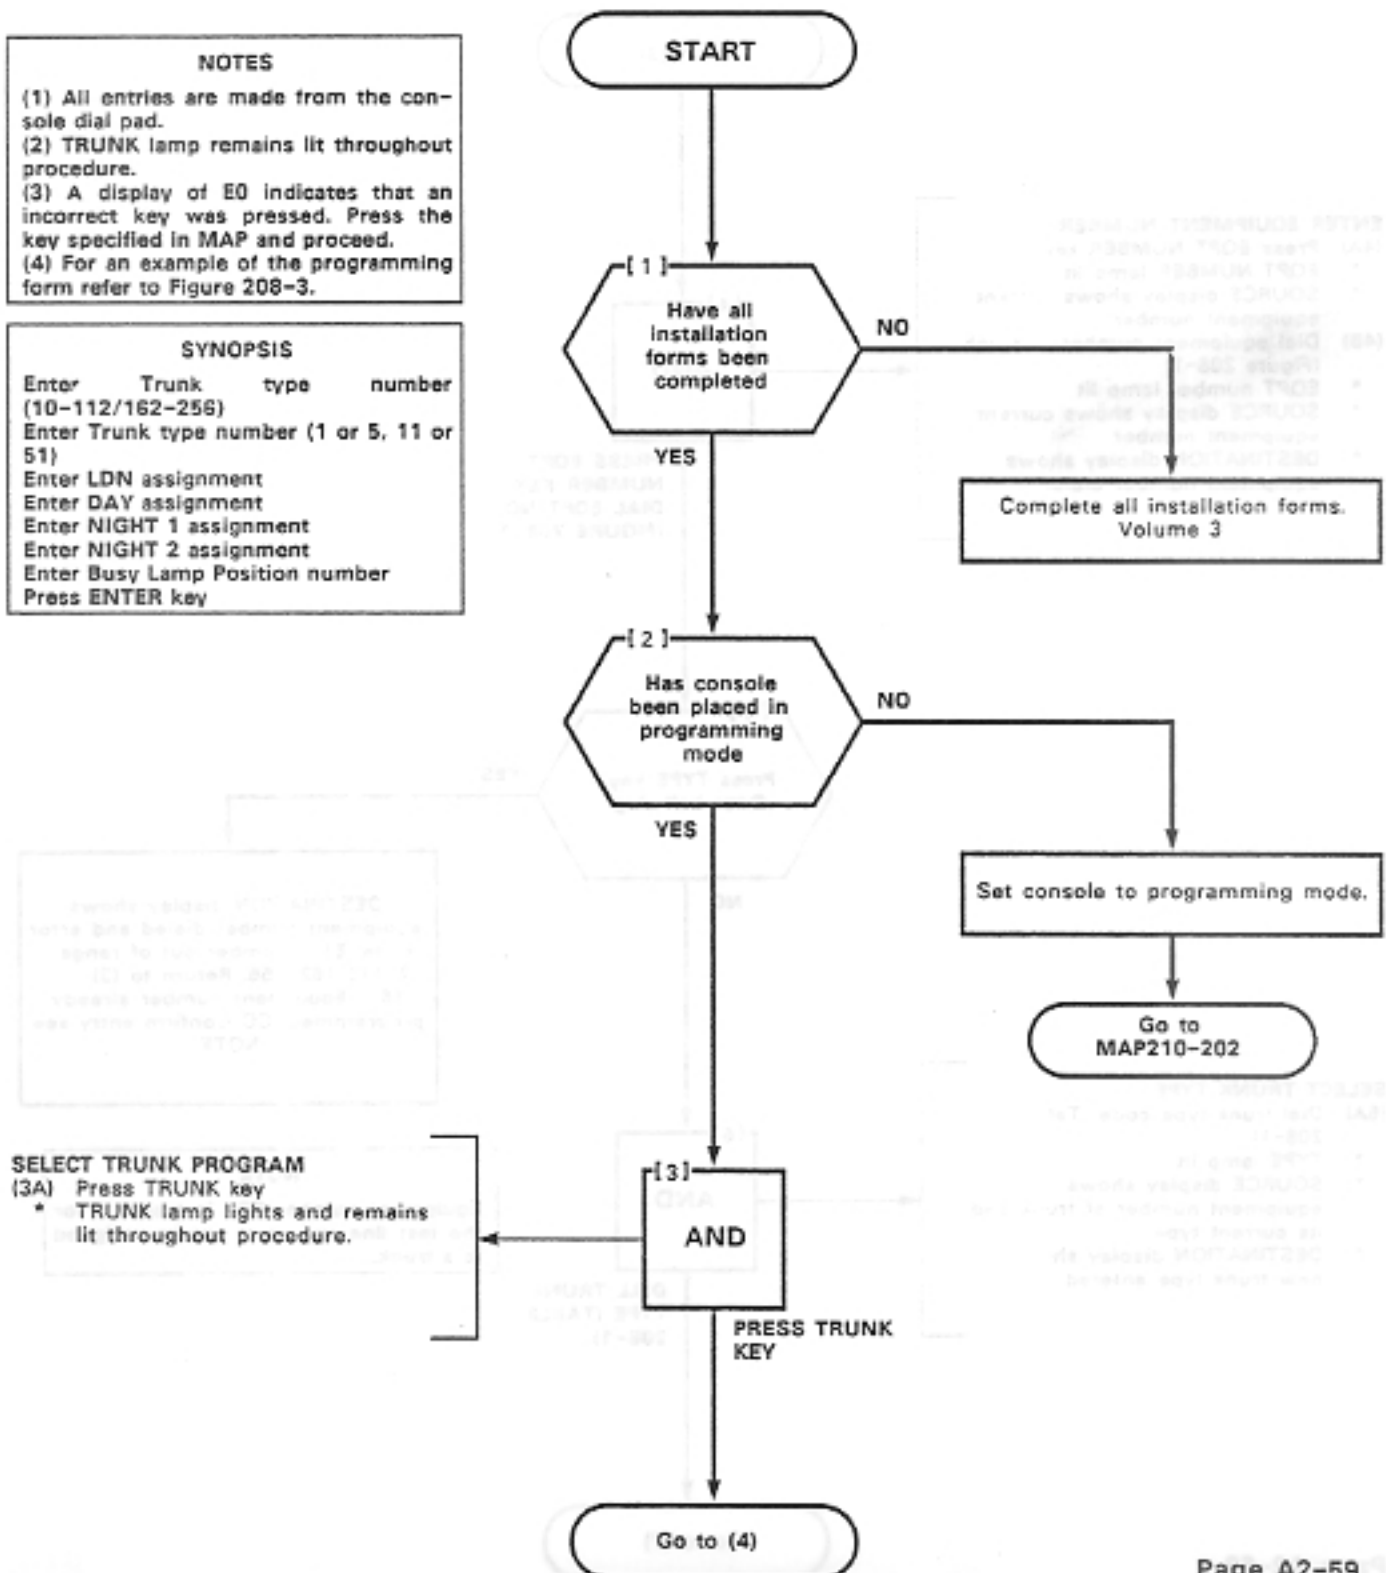 START
NOTES
(1) All entries are made from the con-
sole dial pad.
(2) TRUNK lamp remains lit throughout
procedure.
(3) A display of E0 indicates that an
incorrect key was pressed. Press the
key specified in MAP and proceed.
(4) For an example of the programming
form refer to Figure 208-3.
SYNOPSIS
Enter Trunk type number
(10-112/162-256)
Enter Trunk type number (1 or 5, 11 or
51)
Enter LDN assignment
Enter DAY assignment
Enter NIGHT 1 assignment
Enter NIGHT 2 assignment
Enter Busy Lamp Position number
Press ENTER key
[ 1 ]
Have all
installation
forms been
completed
NO
YES
Complete all installation forms.
Volume 3
[ 2 ]
Has console
been placed in
programming
mode
NO
YES
Set console to programming mode.
Go to
MAP210-202
SELECT TRUNK PROGRAM
(3A) Press TRUNK key
* TRUNK lamp lights and remains
lit throughout procedure.
[3]
AND
PRESS TRUNK
KEY
Go to (4)
Page A2-59